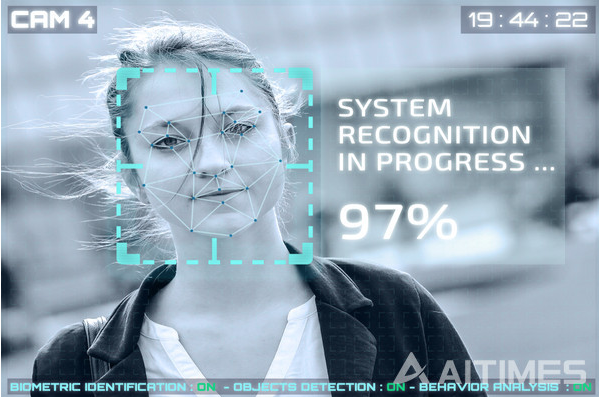 CAM 4
19:44:22
SYSTEM
RECOGNITION
IN PROGRESS ...
97%
AITIMES
BIOMETRIC IDENTIFICATION : ON - OBJECTS DETECTION : ON - BEHAVIOR ANALYSIS : ON